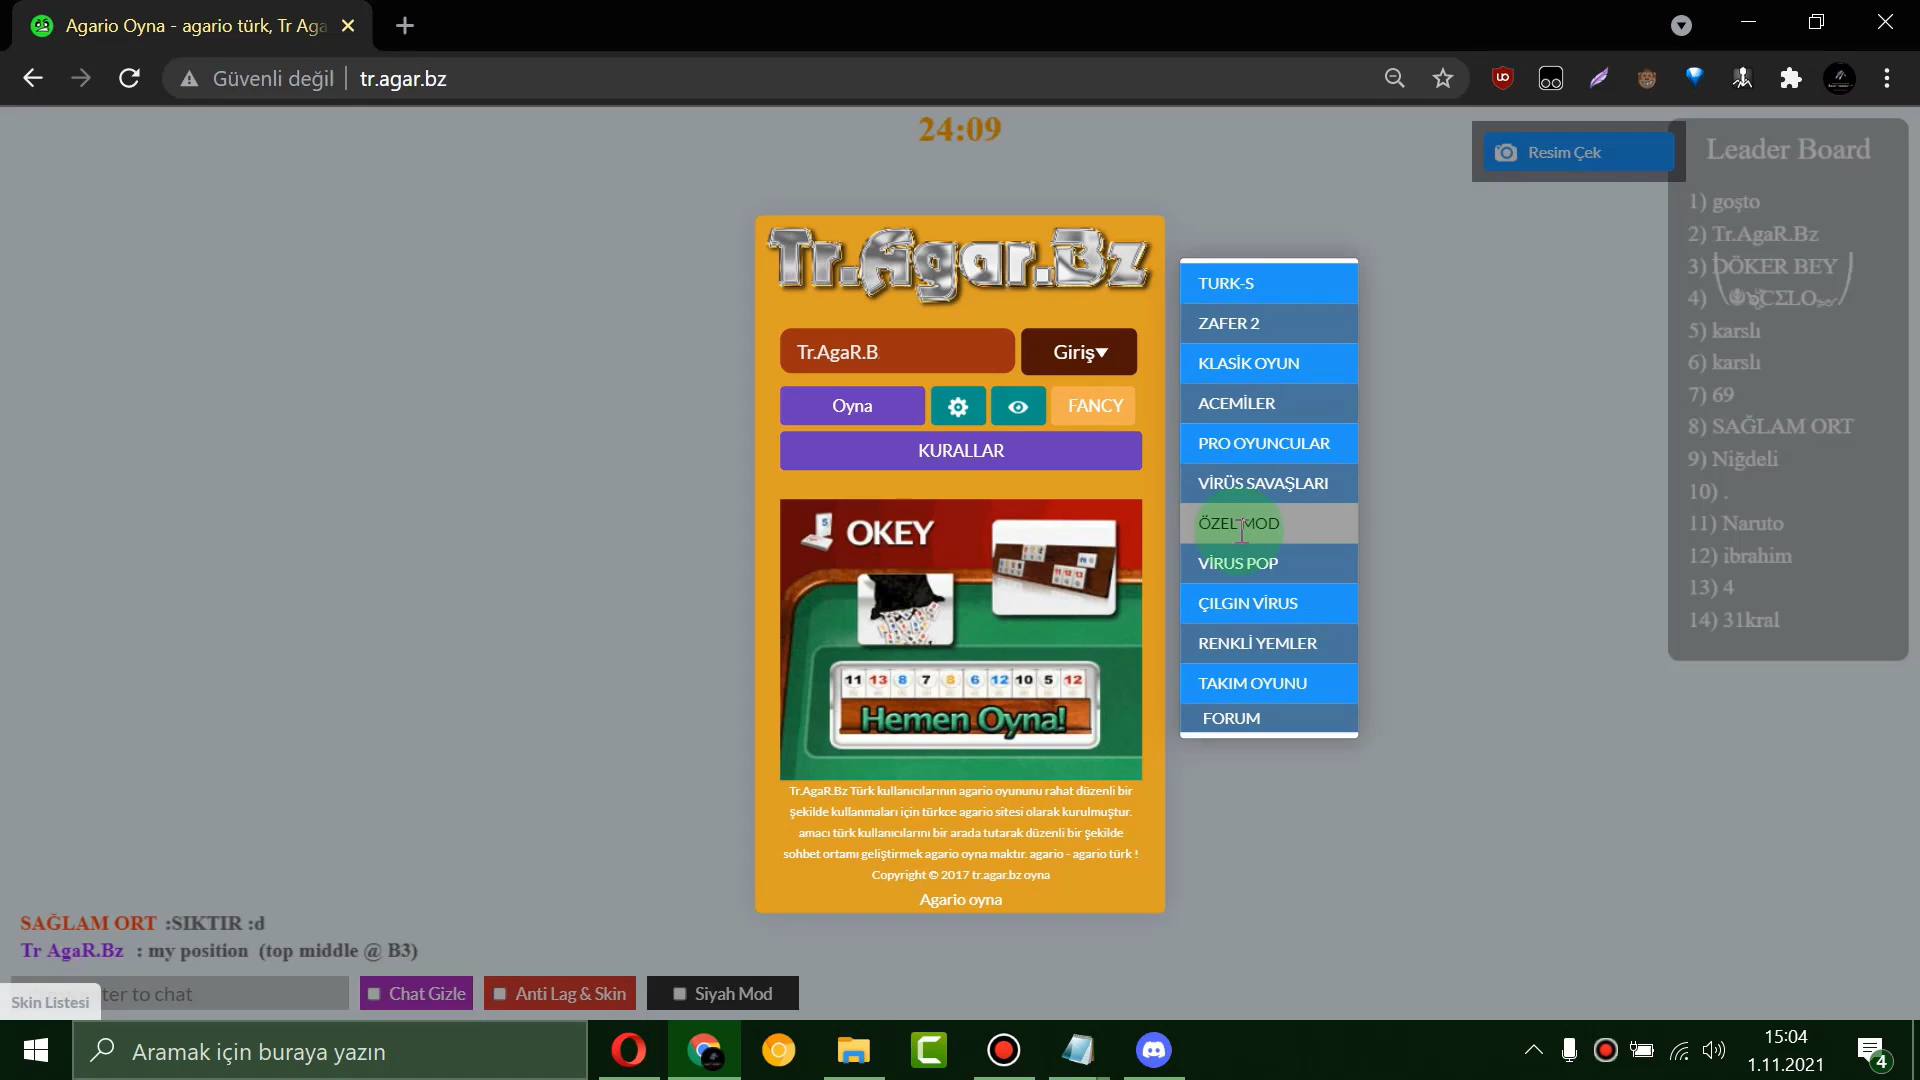 Agario Oyna - agario türk, Tr Aga
Güvenli değil
tr.agar.bz
24:09
Resim Çek
Leader Board
1) goşto
2) Tr.AgaR.Bz
3) DÖKER BEY
4)
5) karslı
6) karslı
7) 69
8) SAĞLAM ORT
9) Niğdeli
10) .
11) Naruto
12) ibrahim
13) 4
14) 31kral
Tr.Agar.Bz
Tr.AgaR.B
Giriş▾
Oyna
FANCY
KURALLAR
5
OKEY
11 13 8 7 8 6 12 10 5 12
Hemen Oyna!
Tr.AgaR.Bz Türk kullanıcılarının agario oyununu rahat düzenli bir
şekilde kullanmaları için türkce agario sitesi olarak kurulmuştur.
amacı türk kullanıcılarını bir arada tutarak düzenli bir şekilde
sohbet ortamı geliştirmek agario oyna maktır. agario - agario türk !
Copyright © 2017 tr.agar.bz oyna
Agario oyna
TURK-S
ZAFER 2
KLASİK OYUN
ACEMİLER
PRO OYUNCULAR
VİRÜS SAVAŞLARI
ÖZEL MOD
VİRUS POP
ÇILGIN VİRUS
RENKLİ YEMLER
TAKIM OYUNU
FORUM
SAĞLAM ORT :SIKTIR :d
Tr AgaR.Bz : my position (top middle @ B3)
Skin Listesi
ter to chat
Chat Gizle
Anti Lag & Skin
Siyah Mod
Aramak için buraya yazın
15:04
1.11.2021
4